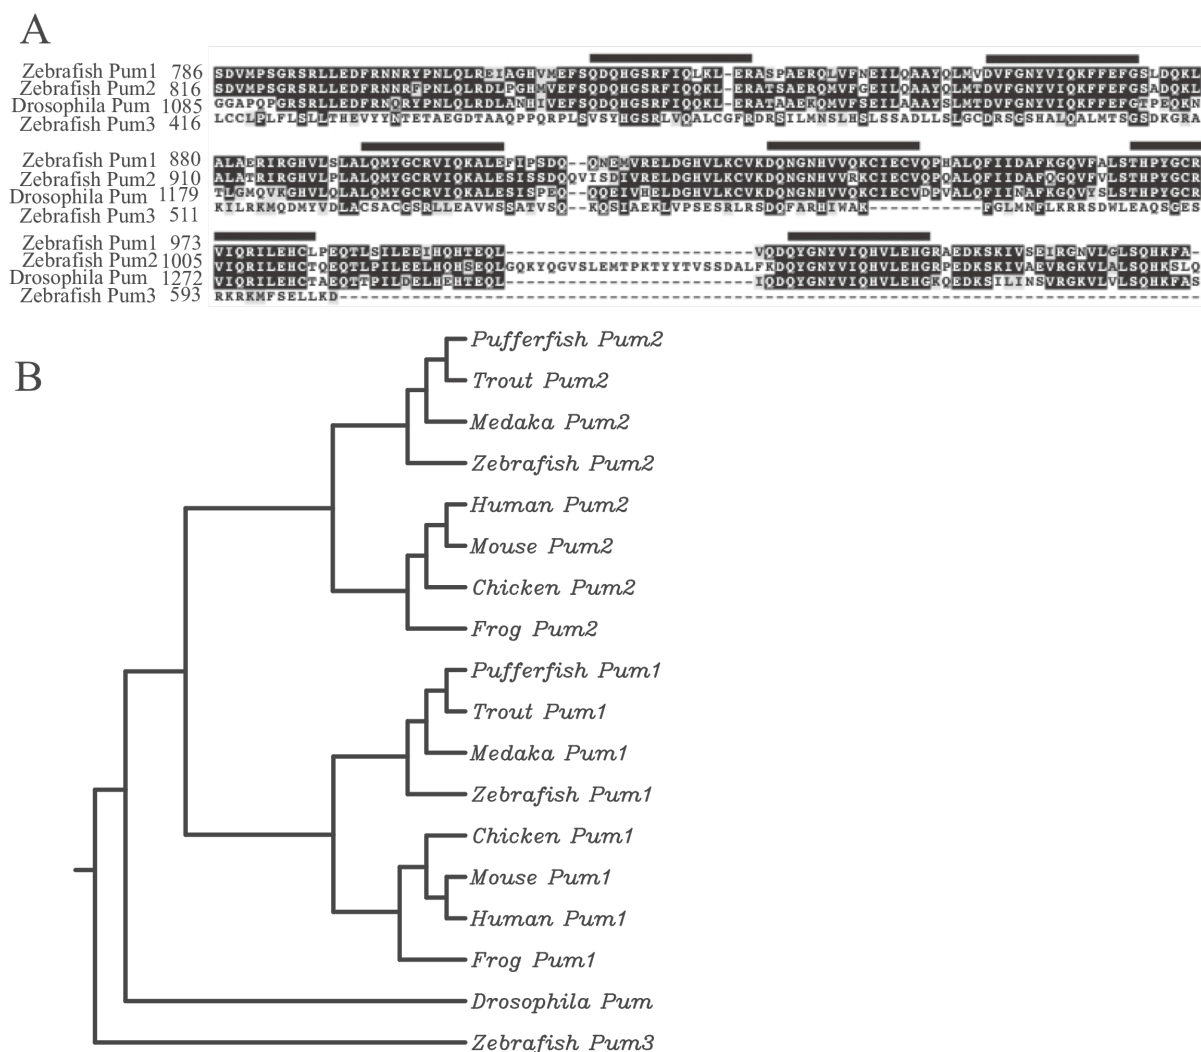 A
Zebrafish Pum1 786 SDVMPSGRSRLLEDFRNNRYPNLQLREIAGHVMEFSQDQHGSRFIQLKL-ERASPAERQLVFNEILQAAYQLMVDVFGNYVIQKFFEFGSLDQKL
Zebrafish Pum2 816 SDVMPSGRSRLLEDFRNNRFPNLQLRDLPGHMVEFSQDQHGSRFIQQKL-ERATSAERQMVFGEILQAAYQLMTDVFGNYVIQKFFEFGSADQKL
Drosophila Pum 1085 GGAPQPGRSRLLEDFRNQRYPNLQLRDLANHIVEFSQDQHGSRFIQQKL-ERATAAEKQMVFSEILAAAYSLMTDVFGNYVIQKFFEFGTPEQKN
Zebrafish Pum3 416 LCCLPLFLSLLTHEVYYNTETAEGDTAAQPPQRPLSVSYHGSRLVQALCGFRDRSILMNSLHSLSSADLLSLGCDRSGSHALQALMTSGSDKGRA
Zebrafish Pum1 880 ALAERIRGHVLSLALQMYGCRVIQKALEFIPSDQ--QNEMVRELDGHVLKCVKDQNGNHVVQKCIECVQPHALQFIIDAFKGQVFALSTHPYGCR
Zebrafish Pum2 910 ALATRIRGHVLPLALQMYGCRVIQKALESISSDQQVISDIVRELDGHVLKCVKDQNGNHVVRKCIECVQPHALQFIIDAFQGQVFVLSTHPYGCR
Drosophila Pum 1179 TLGMQVKGHVLQLALQMYGCRVIQKALESISPEQ--QQEIVHELDGHVLKCVKDQNGNHVVQKCIECVDPVALQFIINAFKGQVYSLSTHPYGCR
Zebrafish Pum3 511 KILRKMQDMYVDLACSACGSRLLEAVWSSATVSQ--KQSIAEKLVPSESRLRSDQFARHIWAK-----------FGLMNFLKRRSDWLEAQSGES
Zebrafish Pum1 973 VIQRILEHCLPEQTLSILEEIHQHTEQL------------------------VQDQYGNYVIQHVLEHGRAEDKSKIVSEIRGNVLGLSQHKFA-
Zebrafish Pum2 1005 VIQRILEHCTQEQTLPILEELHQHSEQLGQKYQGVSLEMTPKTYYTVSSDALFKDQYGNYVIQHVLEHGRPEDKSKIVAEVRGKVLALSQHKSLQ
Drosophila Pum 1272 VIQRILEHCTAEQTTPILDELHEHTEQL------------------------IQDQYGNYVIQHVLEHGKQEDKSILINSVRGKVLVLSQHKFAS
Zebrafish Pum3 593 RKRKMFSELLKD-----------------------------------------------------------------------------------
B
Pufferfish Pum2
Trout Pum2
Medaka Pum2
Zebrafish Pum2
Human Pum2
Mouse Pum2
Chicken Pum2
Frog Pum2
Pufferfish Pum1
Trout Pum1
Medaka Pum1
Zebrafish Pum1
Chicken Pum1
Mouse Pum1
Human Pum1
Frog Pum1
Drosophila Pum
Zebrafish Pum3